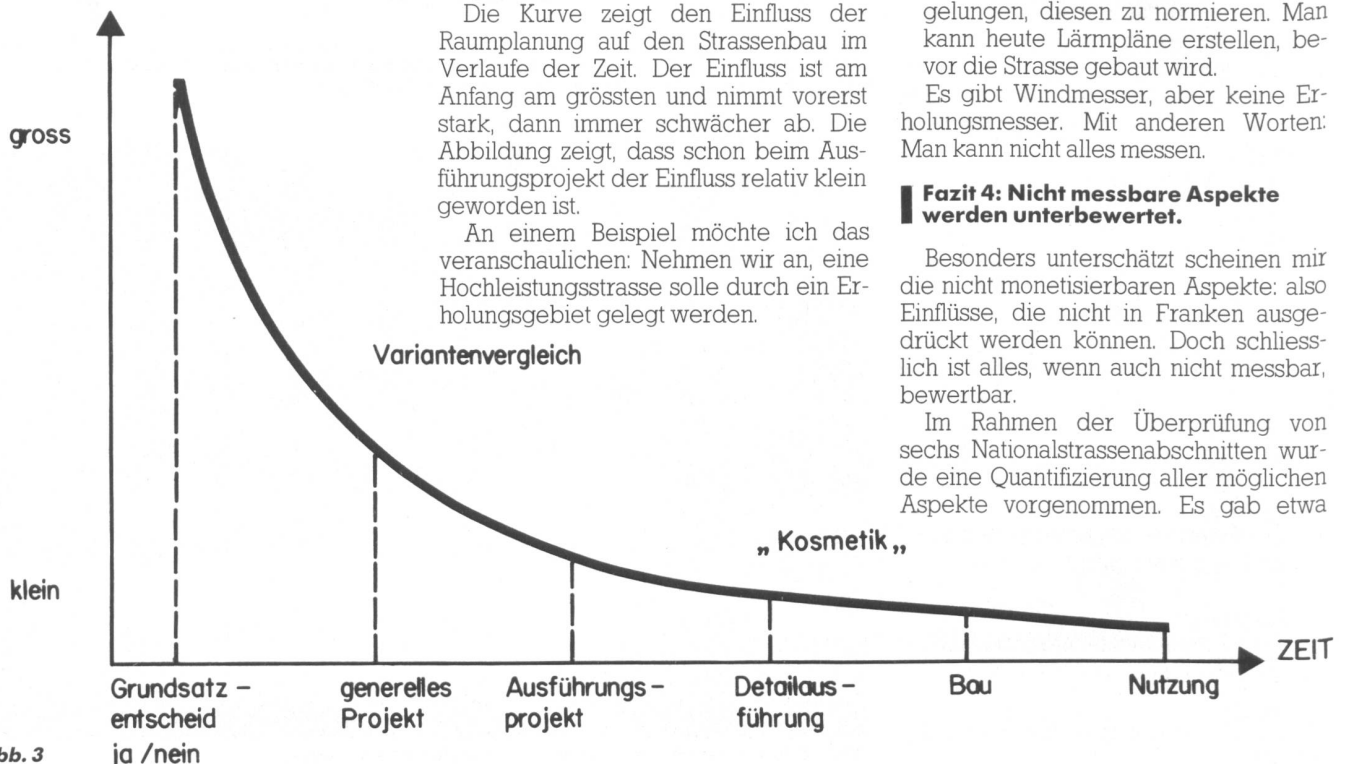 Die Kurve zeigt den Einfluss der
Raumplanung auf den Strassenbau im
Verlaufe der Zeit. Der Einfluss ist am
Anfang am grössten und nimmt vorerst
stark, dann immer schwächer ab. Die
Abbildung zeigt, dass schon beim Aus-
führungsprojekt der Einfluss relativ klein
geworden ist.
An einem Beispiel möchte ich das
veranschaulichen: Nehmen wir an, eine
Hochleistungsstrasse solle durch ein Er-
holungsgebiet gelegt werden.
gelungen, diesen zu normieren. Man
kann heute Lärmpläne erstellen, be-
vor die Strasse gebaut wird.
Es gibt Windmesser, aber keine Er-
holungsmesser. Mit anderen Worten:
Man kann nicht alles messen.
Fazit 4: Nicht messbare Aspekte
werden unterbewertet.
Besonders unterschätzt scheinen mir
die nicht monetisierbaren Aspekte: also
Einflüsse, die nicht in Franken ausge-
drückt werden können. Doch schliess-
lich ist alles, wenn auch nicht messbar,
bewertbar.
Im Rahmen der Überprüfung von
sechs Nationalstrassenabschnitten wur-
de eine Quantifizierung aller möglichen
Aspekte vorgenommen. Es gab etwa
gross
Variantenvergleich
„ Kosmetik „
klein
ZEIT
Grundsatz –
entscheid
ja /nein
generelles
Projekt
Ausführungs –
projekt
Detailaus –
führung
Bau
Nutzung
bb. 3